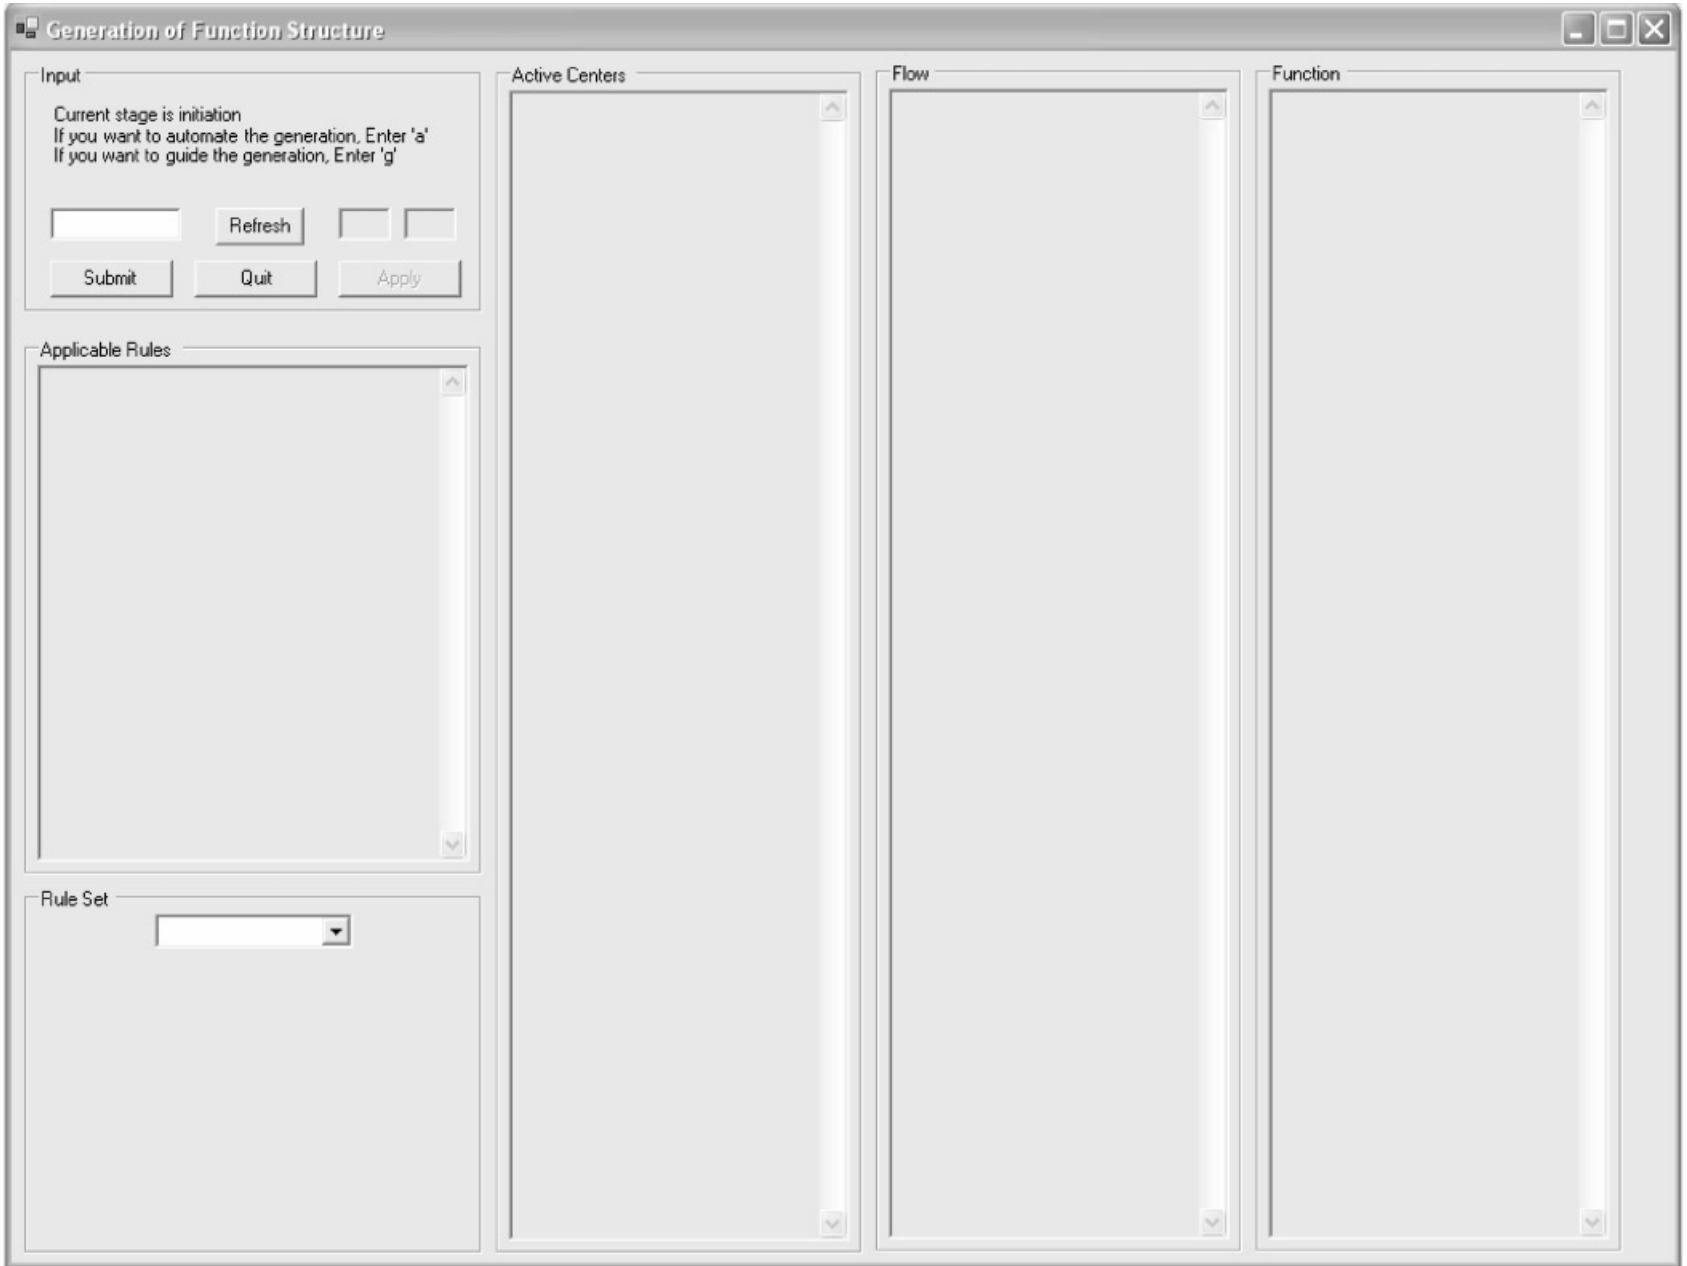 Generation of Function Structure
Input
Current stage is initiation
If you want to automate the generation, Enter 'a'
If you want to guide the generation, Enter 'g'
Refresh
Submit
Quit
Apply
Applicable Rules
Rule Set
Active Centers
Flow
Function